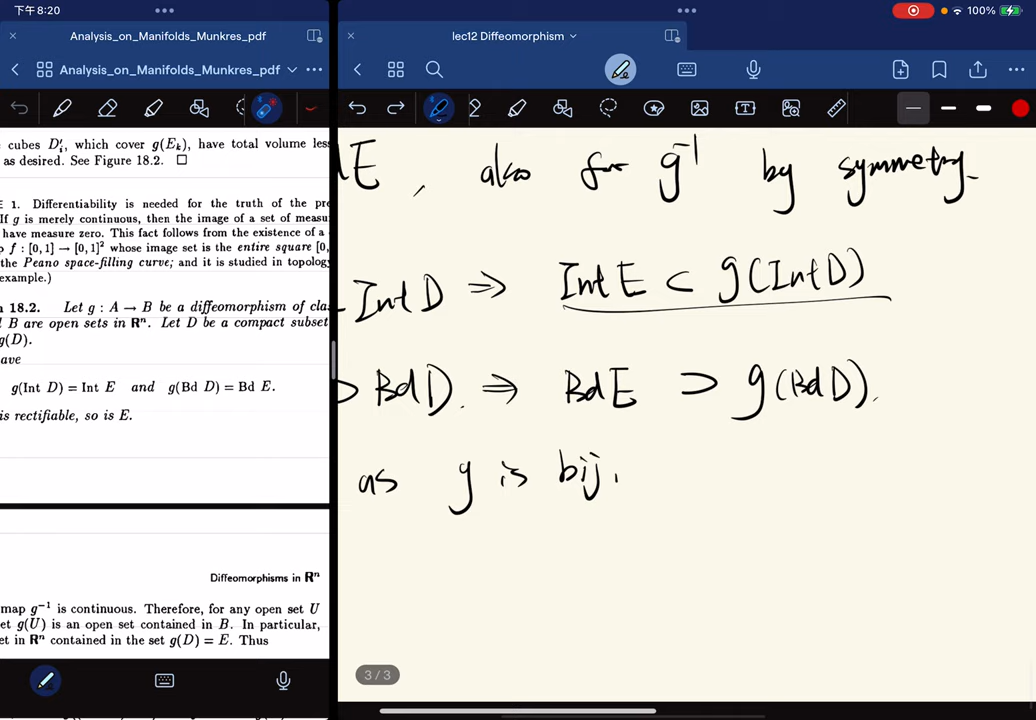 下午8:20
100%
Analysis_on_Manifolds_Munkres_pdf
Analysis_on_Manifolds_Munkres_pdf
cubes D′ᵢ, which cover g(Eₖ), have total volume les
as desired. See Figure 18.2. □
E 1. Differentiability is needed for the truth of the pro
If g is merely continuous, then the image of a set of measu
have measure zero. This fact follows from the existence of a
p f : [0, 1] → [0, 1]² whose image set is the entire square [0,
the Peano space-filling curve; and it is studied in topology
example.)
18.2. Let g : A → B be a diffeomorphism of cla
d B are open sets in Rⁿ. Let D be a compact subset
g(D).
ave
g(Int D) = Int E and g(Bd D) = Bd E.
is rectifiable, so is E.
Diffeomorphisms in Rⁿ
map g⁻¹ is continuous. Therefore, for any open set U
et g(U) is an open set contained in B. In particular,
et in Rⁿ contained in the set g(D) = E. Thus
lec12 Diffeomorphism
dE, also for g⁻¹ by symmetry.
Int D ⇒ Int E ⊂ g(Int D)
⊃ Bd D. ⇒ Bd E ⊃ g(Bd D).
as g is bij.
3 / 3